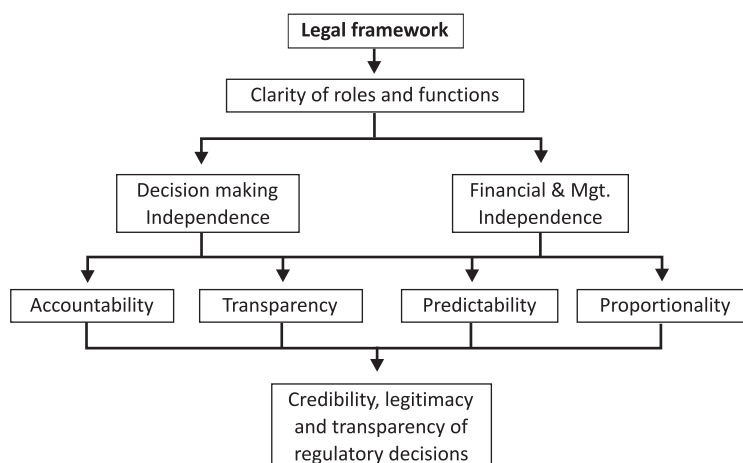 Legal framework
Clarity of roles and functions
Decision making
Independence
Financial & Mgt.
Independence
Accountability
Transparency
Predictability
Proportionality
Credibility, legitimacy
and transparency of
regulatory decisions